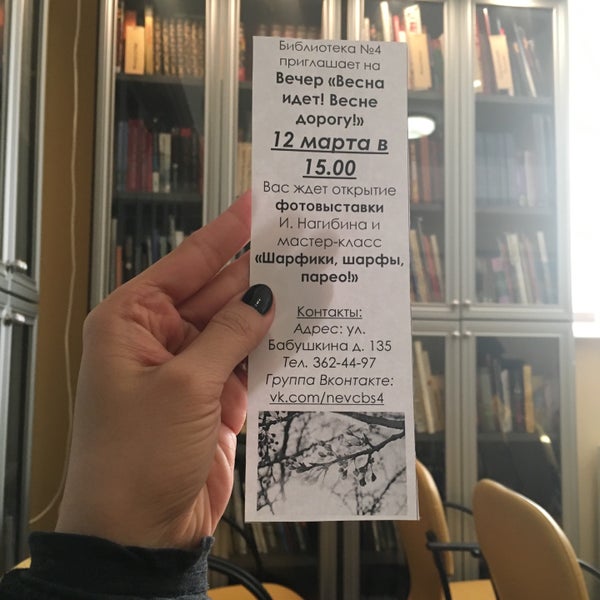 Библиотека №4
приглашает на
Вечер «Весна
идет! Весне
дорогу!»
12 марта в
15.00
Вас ждет открытие
фотовыставки
И. Нагибина и
мастер-класс
«Шарфики, шарфы,
парео!»
Контакты:
Адрес: ул.
Бабушкина д. 135
Тел. 362-44-97
Группа Вконтакте:
vk.com/nevcbs4